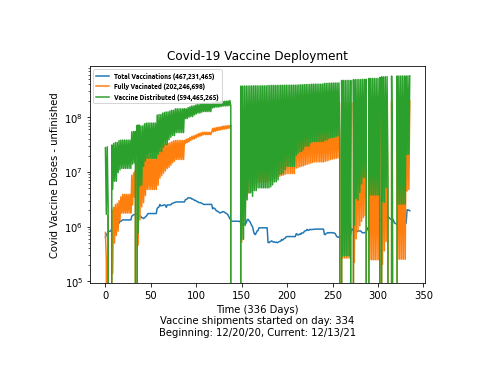 Covid-19 Vaccine Deployment
Total Vaccinations (467,231,465)
Fully Vacinated (202,246,698)
Vaccine Distributed (594,465,265)
Covid Vaccine Doses - unfinished
10⁸
10⁷
10⁶
10⁵
0 50 100 150 200 250 300 350
Time (336 Days)
Vaccine shipments started on day: 334
Beginning: 12/20/20, Current: 12/13/21